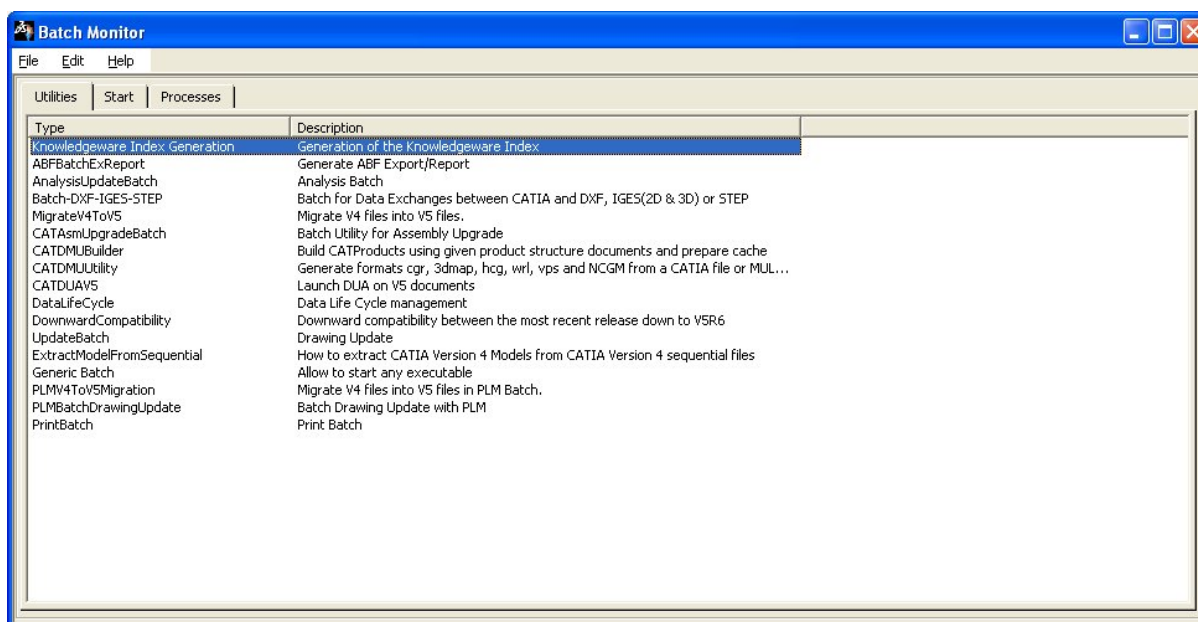 Batch Monitor
File Edit Help
Utilities Start Processes
Type Description
Knowledgeware Index Generation Generation of the Knowledgeware Index
ABFBatchExReport Generate ABF Export/Report
AnalysisUpdateBatch Analysis Batch
Batch-DXF-IGES-STEP Batch for Data Exchanges between CATIA and DXF, IGES(2D & 3D) or STEP
MigrateV4ToV5 Migrate V4 files into V5 files.
CATAsmUpgradeBatch Batch Utility for Assembly Upgrade
CATDMUBuilder Build CATProducts using given product structure documents and prepare cache
CATDMUUtility Generate formats cgr, 3dmap, hcg, wrl, vps and NCGM from a CATIA file or MUL...
CATDUAV5 Launch DUA on V5 documents
DataLifeCycle Data Life Cycle management
DownwardCompatibility Downward compatibility between the most recent release down to V5R6
UpdateBatch Drawing Update
ExtractModelFromSequential How to extract CATIA Version 4 Models from CATIA Version 4 sequential files
Generic Batch Allow to start any executable
PLMV4ToV5Migration Migrate V4 files into V5 files in PLM Batch.
PLMBatchDrawingUpdate Batch Drawing Update with PLM
PrintBatch Print Batch